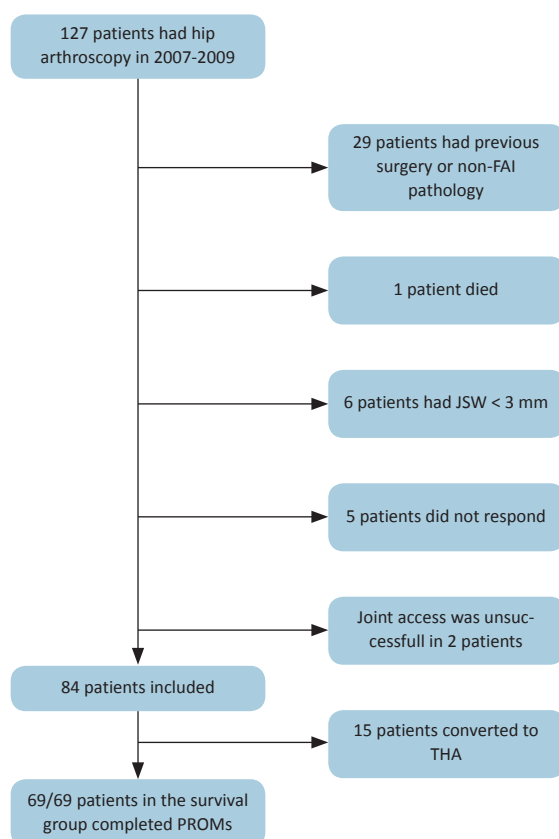 127 patients had hip
arthroscopy in 2007-2009
29 patients had previous
surgery or non-FAI
pathology
1 patient died
6 patients had JSW < 3 mm
5 patients did not respond
Joint access was unsuc-
cessfull in 2 patients
84 patients included
15 patients converted to
THA
69/69 patients in the survival
group completed PROMs